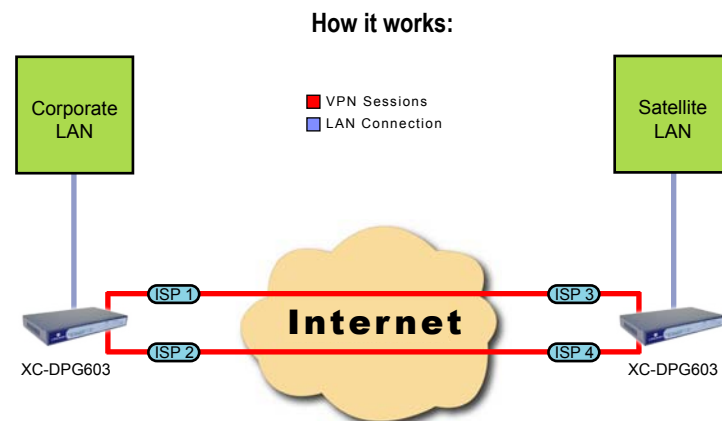 How it works:
Corporate
LAN
VPN Sessions
LAN Connection
Satellite
LAN
ISP 1
ISP 3
Internet
ISP 2
ISP 4
XC-DPG603
XC-DPG603